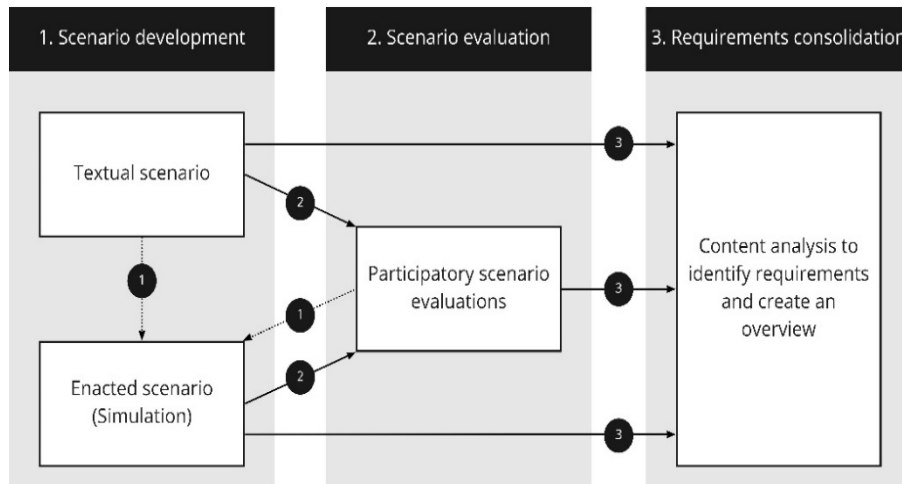 1. Scenario development
2. Scenario evaluation
3. Requirements consolidation
Textual scenario
3
2
1
Participatory scenario
evaluations
3
1
2
Enacted scenario
(Simulation)
3
Content analysis to
identify requirements
and create an
overview